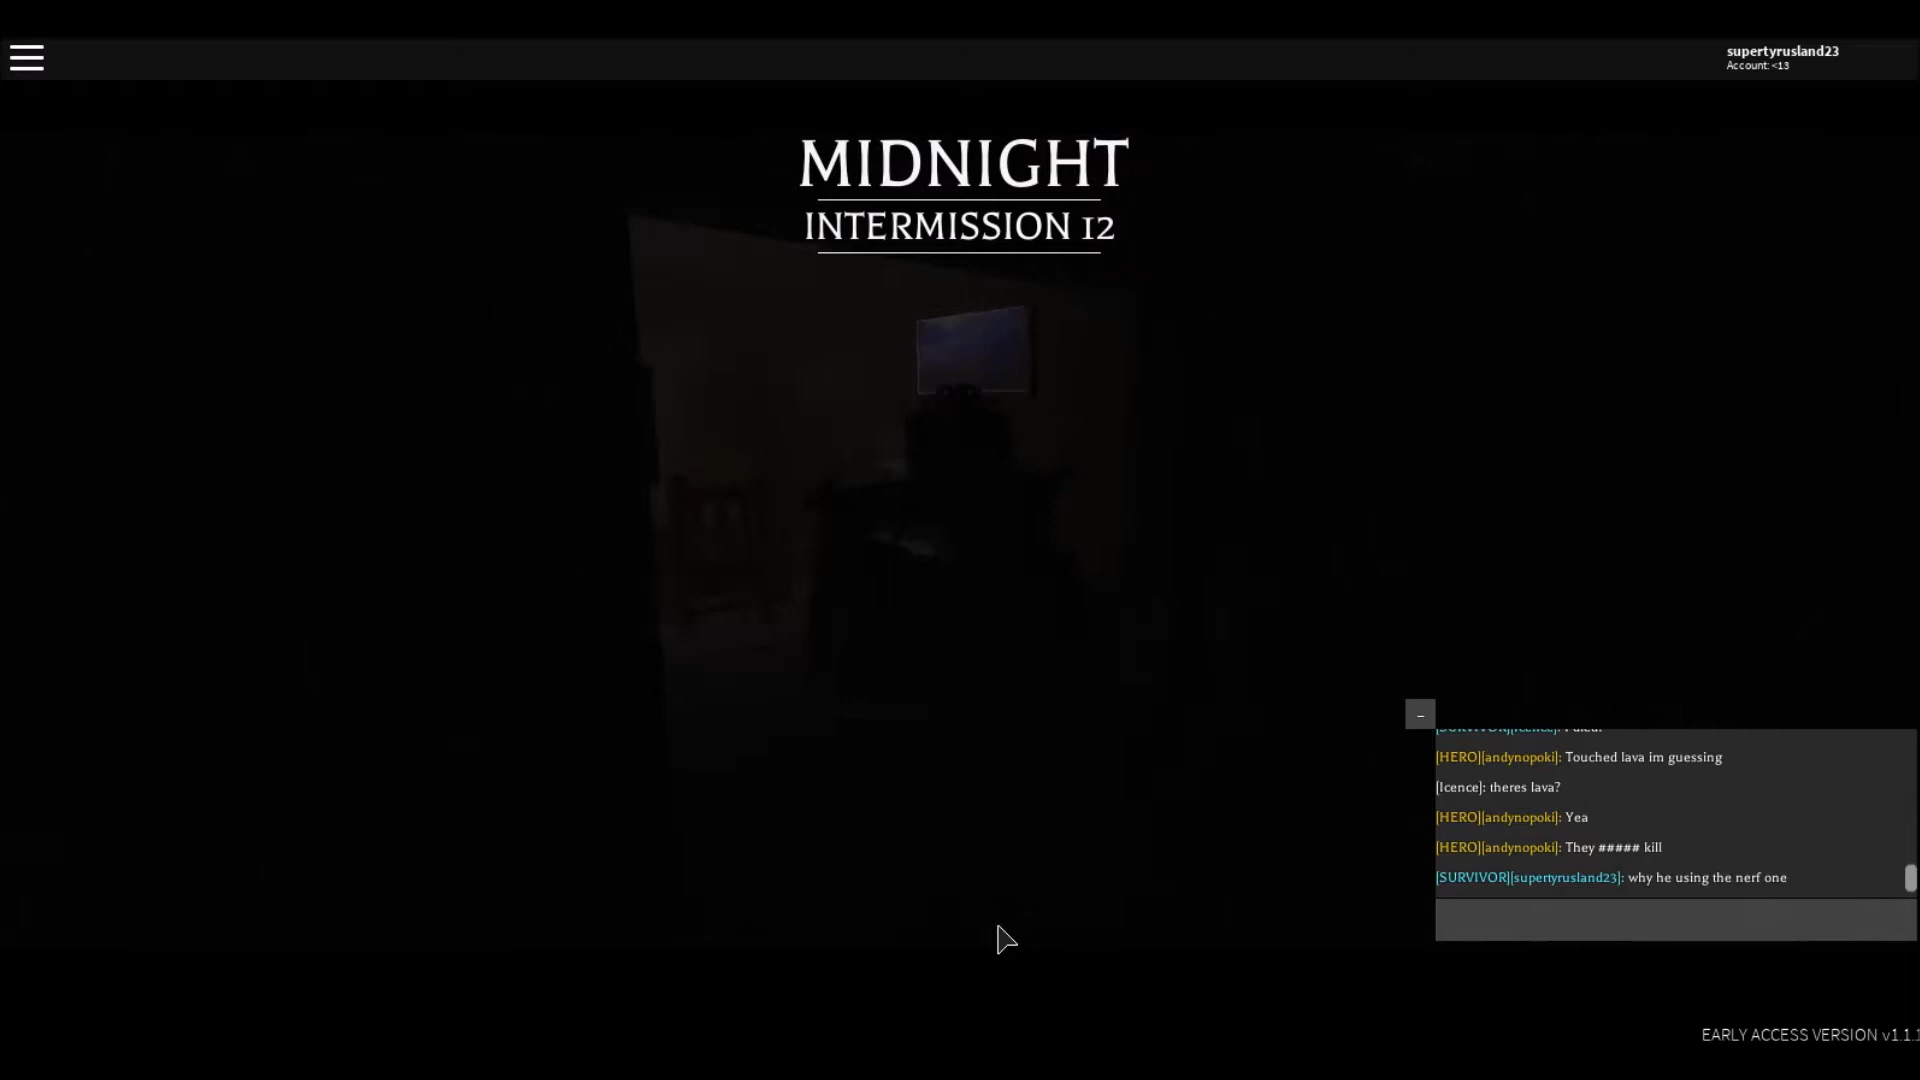 supertyrusland23
Account: <13
MIDNIGHT
INTERMISSION 12
–
[HERO][andynopoki]: Touched lava im guessing
[Icence]: theres lava?
[HERO][andynopoki]: Yea
[HERO][andynopoki]: They ##### kill
[SURVIVOR][supertyrusland23]: why he using the nerf one
EARLY ACCESS VERSION v1.1.1